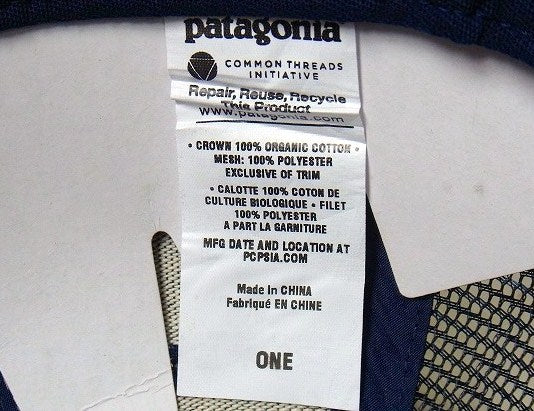 patagonia
COMMON THREADS
INITIATIVE
Repair, Reuse, Recycle
This Product
www.patagonia.com
• CROWN 100% ORGANIC COTTON •
MESH: 100% POLYESTER
EXCLUSIVE OF TRIM
• CALOTTE 100% COTON DE
CULTURE BIOLOGIQUE • FILET
100% POLYESTER
A PART LA GARNITURE
MFG DATE AND LOCATION AT
PCPSIA.COM
Made in CHINA
Fabriqué EN CHINE
ONE